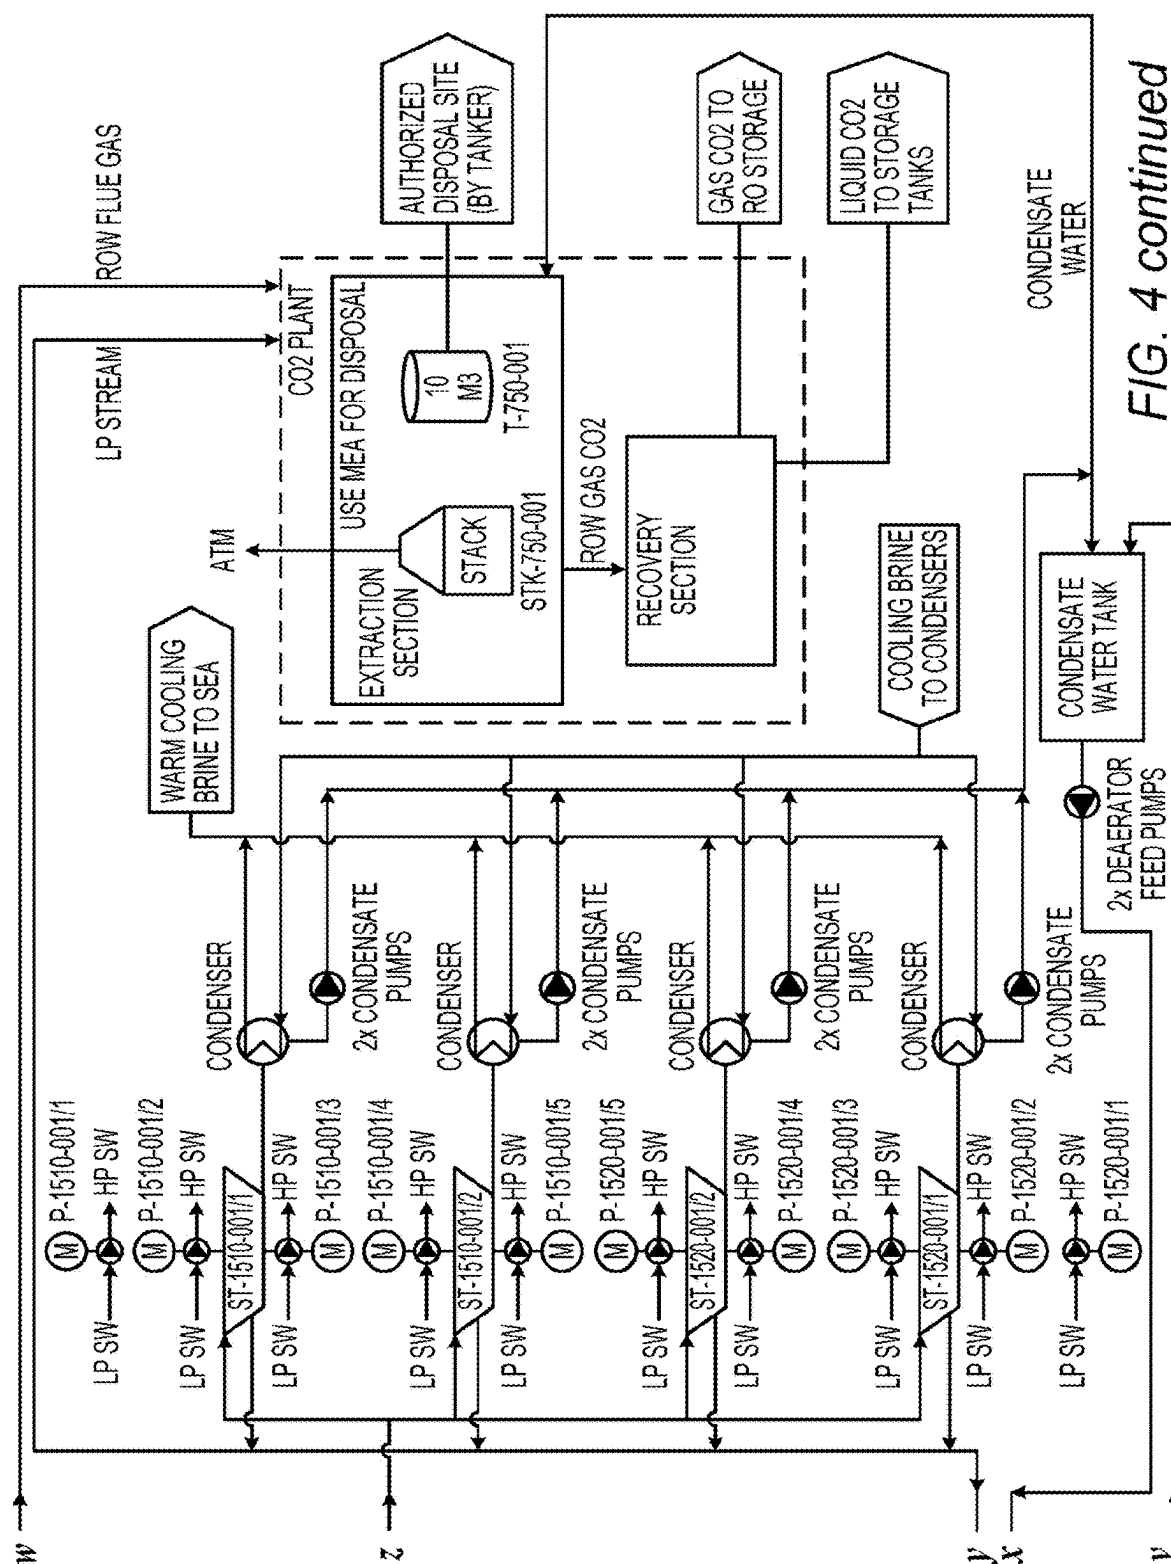 w
z
y
x
v
LP STREAM
ROW FLUE GAS
M
P-1510-001/1
LP SW
HP SW
M
P-1510-001/2
LP SW
HP SW
ST-1510-001/1
LP SW
HP SW
M
P-1510-001/3
CONDENSER
2x CONDENSATE
PUMPS
M
P-1510-001/4
LP SW
HP SW
ST-1510-001/2
LP SW
HP SW
M
P-1510-001/5
CONDENSER
2x CONDENSATE
PUMPS
M
P-1520-001/5
LP SW
HP SW
ST-1520-001/2
LP SW
HP SW
M
P-1520-001/4
CONDENSER
2x CONDENSATE
PUMPS
M
P-1520-001/3
LP SW
HP SW
ST-1520-001/1
LP SW
HP SW
M
P-1520-001/2
CONDENSER
2x CONDENSATE
PUMPS
LP SW
HP SW
M
P-1520-001/1
WARM COOLING
BRINE TO SEA
ATM
CO2 PLANT
EXTRACTION
SECTION
USE MEA FOR DISPOSAL
STACK
STK-750-001
10
M3
T-750-001
ROW GAS CO2
RECOVERY
SECTION
AUTHORIZED
DISPOSAL SITE
(BY TANKER)
GAS CO2 TO
RO STORAGE
LIQUID CO2
TO STORAGE
TANKS
COOLING BRINE
TO CONDENSERS
CONDENSATE
WATER
CONDENSATE
WATER TANK
2x DEAERATOR
FEED PUMPS
FIG. 4 continued